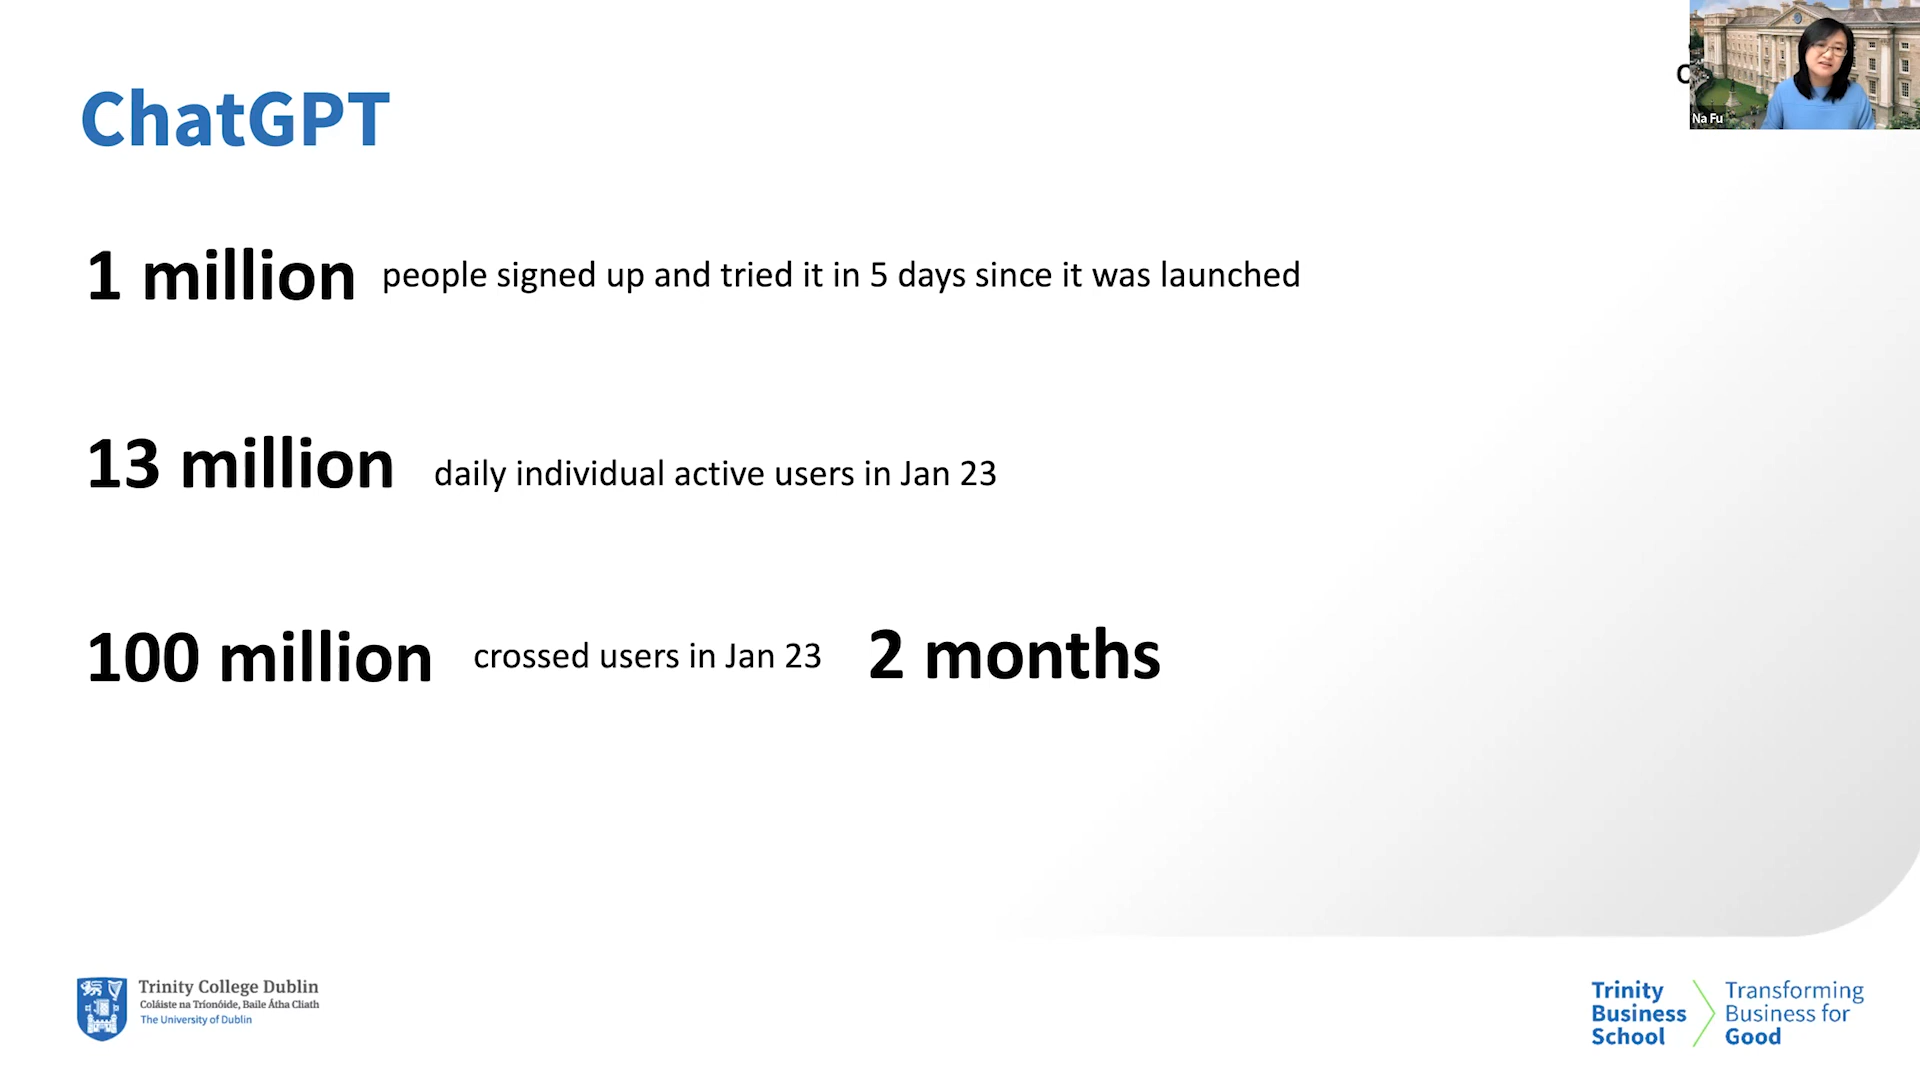 ChatGPT
Na Fu
1 million people signed up and tried it in 5 days since it was launched
13 million daily individual active users in Jan 23
100 million crossed users in Jan 23 2 months
Trinity College Dublin
Coláiste na Tríonóide, Baile Átha Cliath
The University of Dublin
Trinity
Business
School
Transforming
Business for
Good